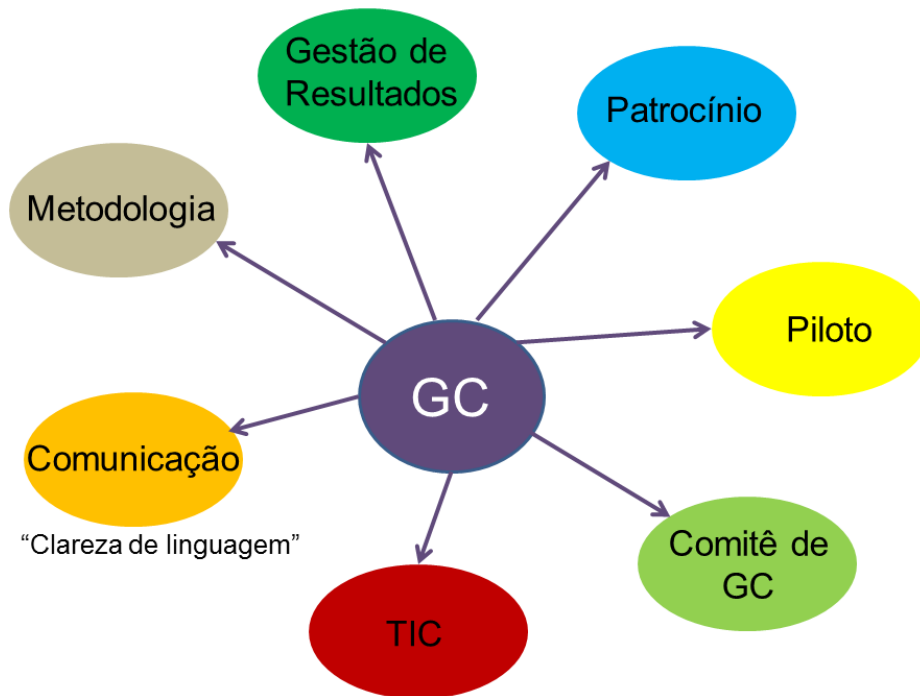 Gestão de
Resultados
Patrocínio
Metodologia
Piloto
GC
Comunicação
“Clareza de linguagem”
Comitê de
GC
TIC